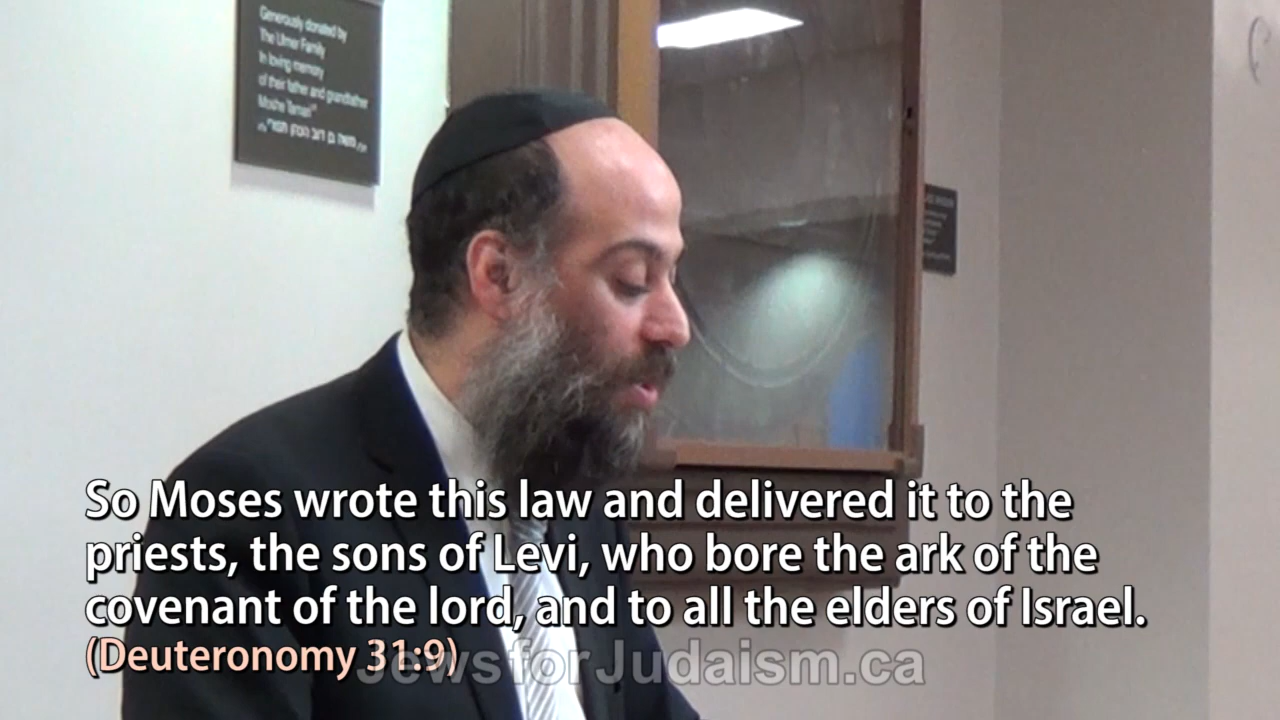 Generously donated by
The Ulmer Family
In loving memory
of their father and grandfather
Moshe Tamari
So Moses wrote this law and delivered it to the
priests, the sons of Levi, who bore the ark of the
covenant of the lord, and to all the elders of Israel.
(Deuteronomy 31:9)
JewsforJudaism.ca